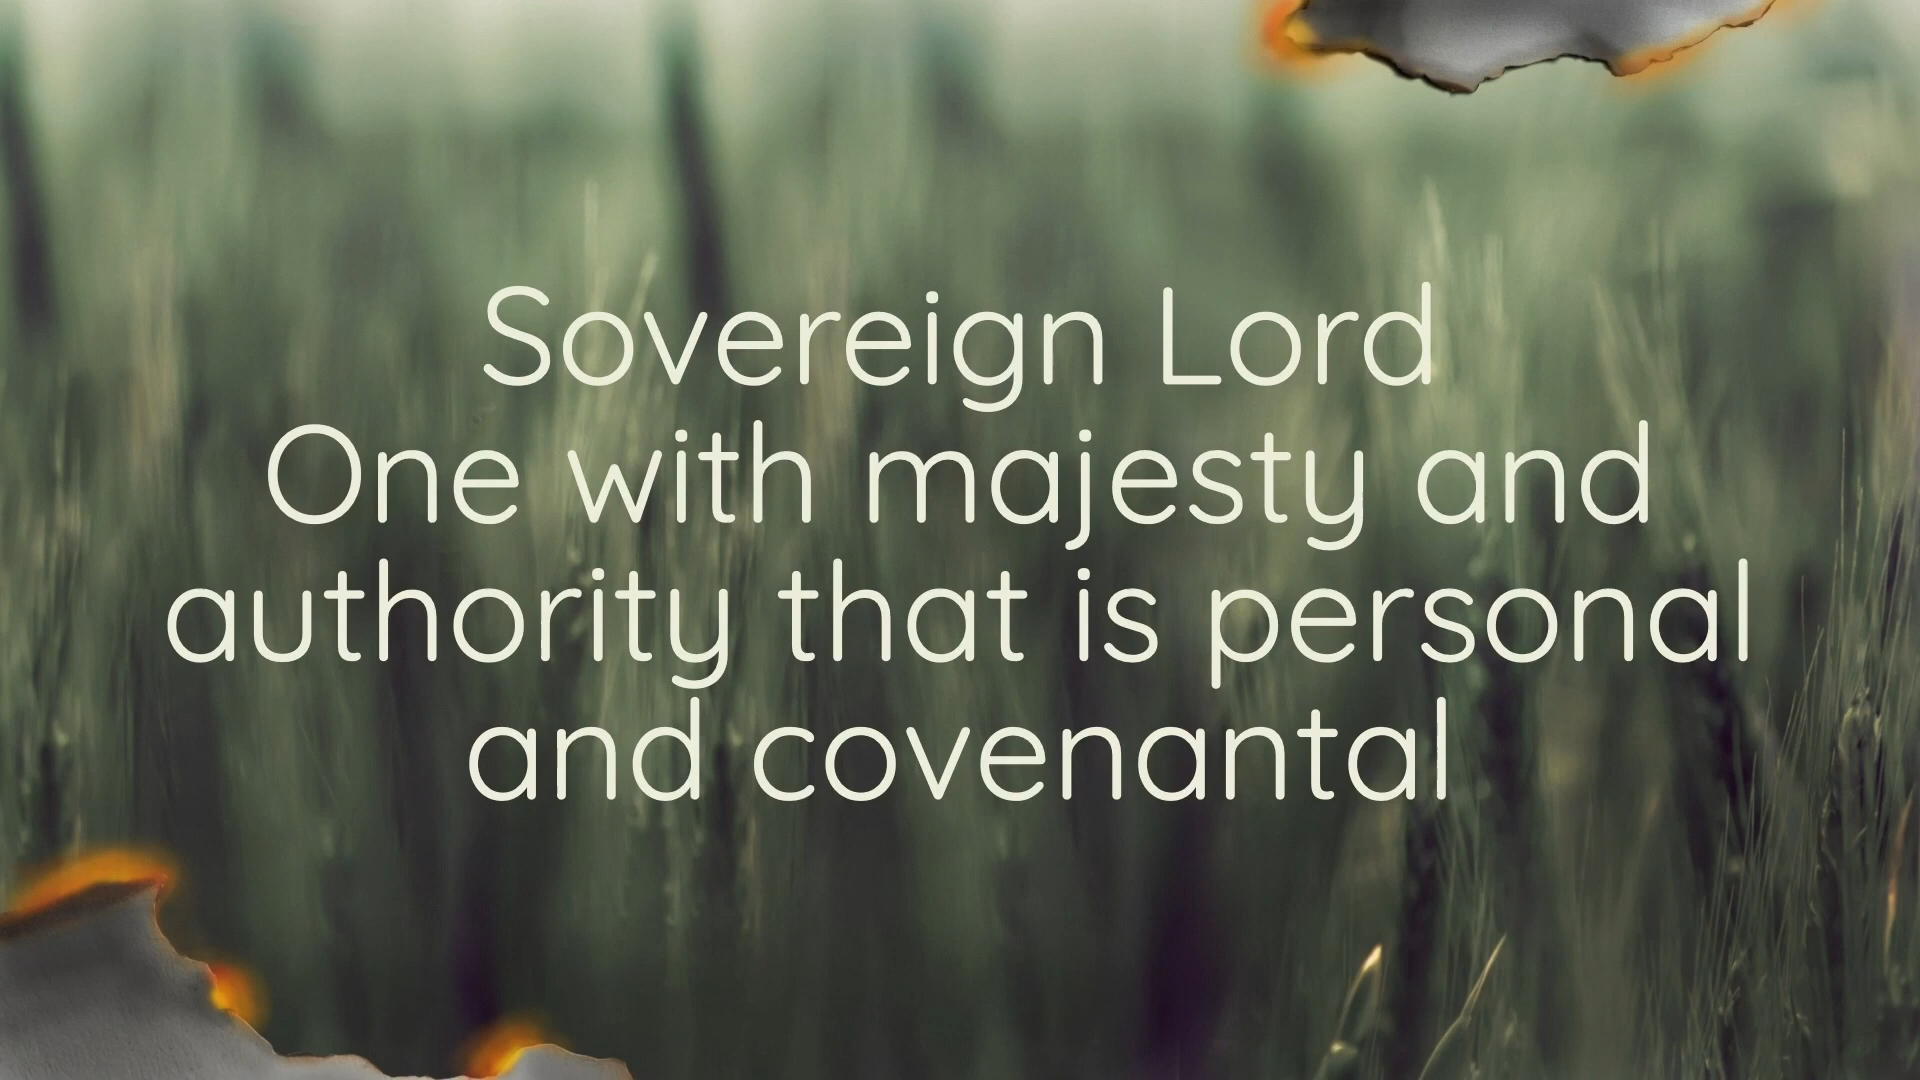 Sovereign Lord
One with majesty and
authority that is personal
and covenantal